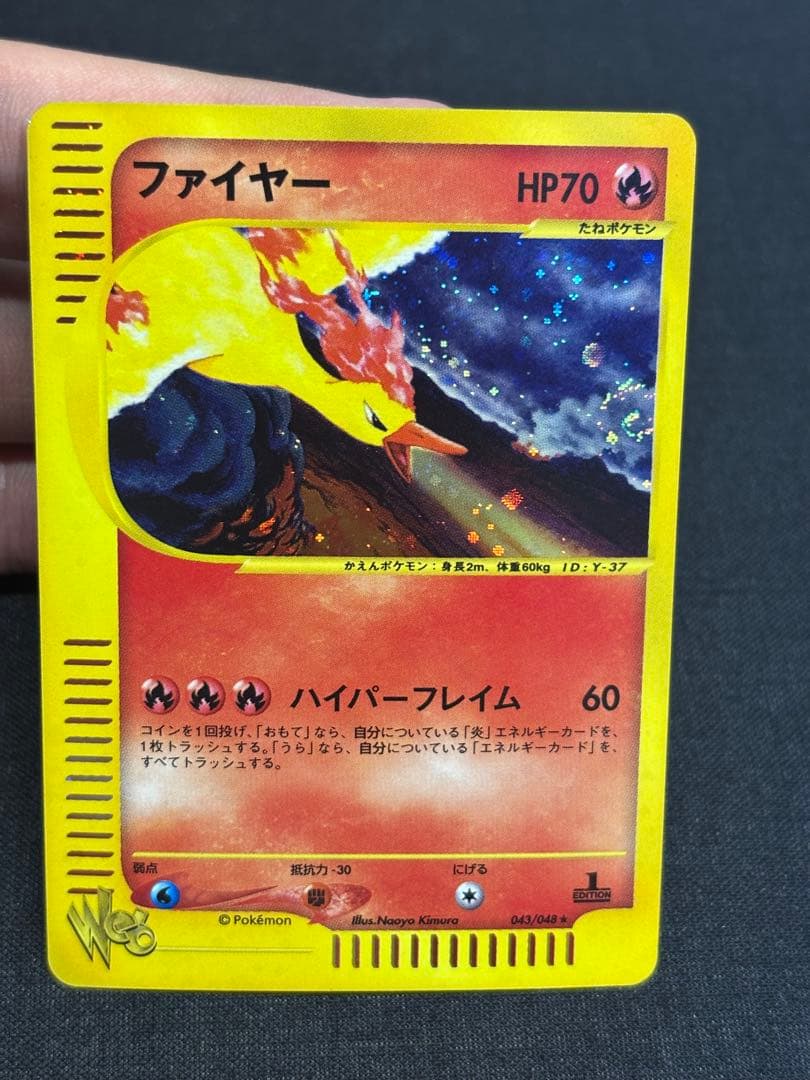 ファイヤー HP70
たねポケモン
かえんポケモン：身長2m、体重60kg ID：Y-37
ハイパーフレイム 60
コインを1回投げ、「おもて」なら、自分についている「炎」エネルギーカードを、
1枚トラッシュする。「うら」なら、自分についている「エネルギーカード」を、
すべてトラッシュする。
弱点 抵抗力-30 にげる
1
EDITION
©Pokémon Illus.Naoyo Kimura 043/048★
Web